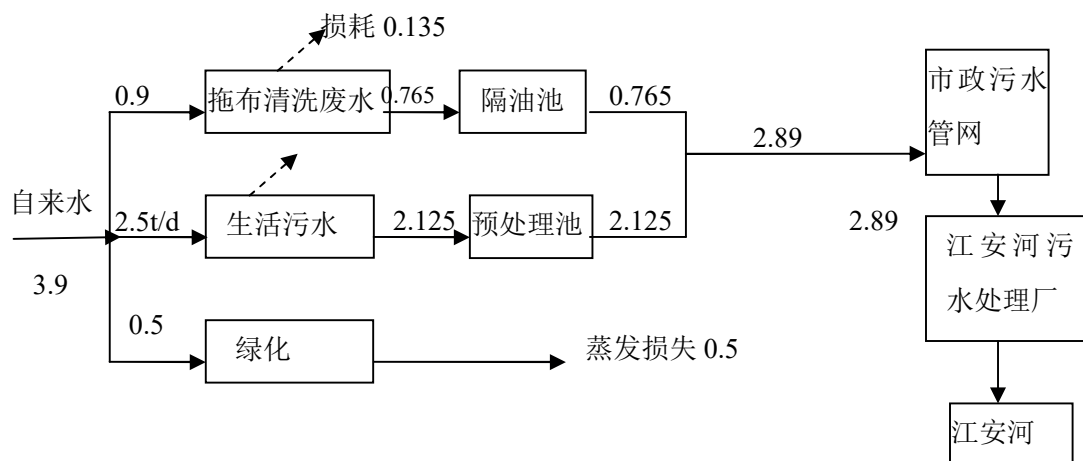 损耗 0.135
0.9
拖布清洗废水
0.765
隔油池
0.765
市政污水
管网
2.89
自来水
2.5t/d
生活污水
2.125
预处理池
2.125
2.89
江安河污
水处理厂
3.9
0.5
绿化
蒸发损失 0.5
江安河